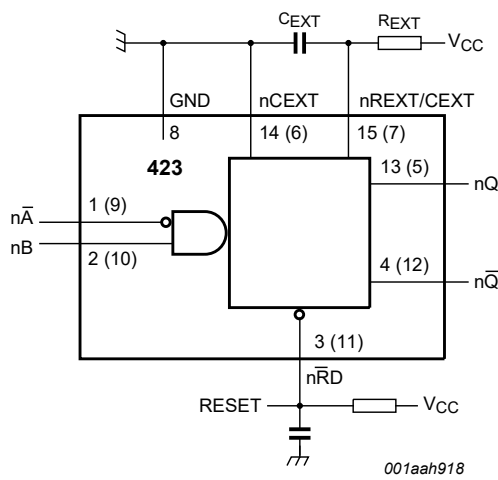 CEXT
REXT
VCC
GND
nCEXT
nREXT/CEXT
8
14 (6)
15 (7)
423
13 (5)
nQ
1 (9)
nA̅
nB
2 (10)
4 (12)
nQ̅
3 (11)
nR̅D̅
RESET
VCC
001aah918